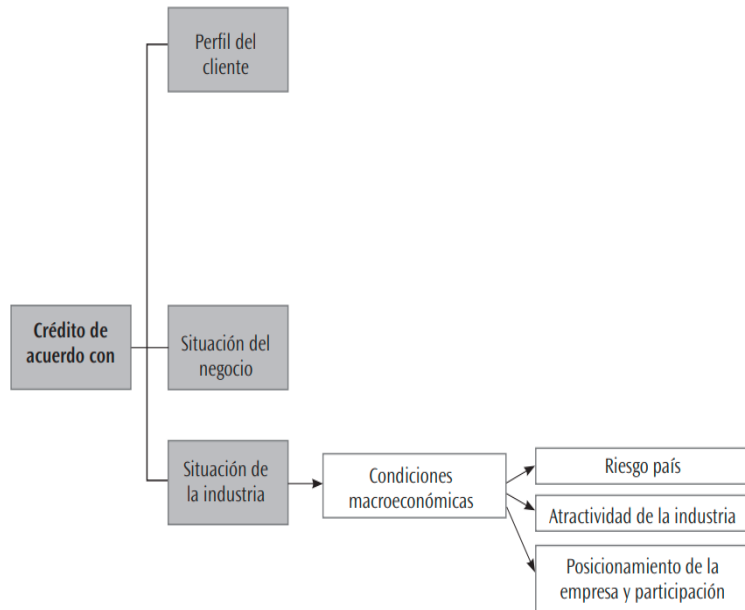 Perfil del
cliente
Crédito de
acuerdo con
Situación del
negocio
Situación de
la industria
Condiciones
macroeconómicas
Riesgo país
Atractividad de la industria
Posicionamiento de la
empresa y participación